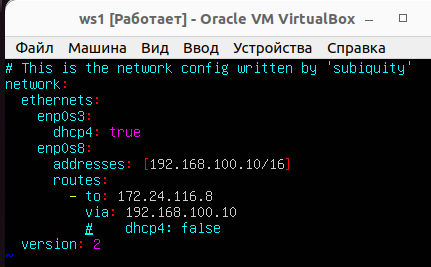 ws1 [Работает] - Oracle VM VirtualBox
Файл Машина Вид Ввод Устройства Справка
# This is the network config written by 'subiquity'
network:
  ethernets:
    enp0s3:
      dhcp4: true
    enp0s8:
      addresses: [192.168.100.10/16]
      routes:
        - to: 172.24.116.8
          via: 192.168.100.10
          #    dhcp4: false
  version: 2
~